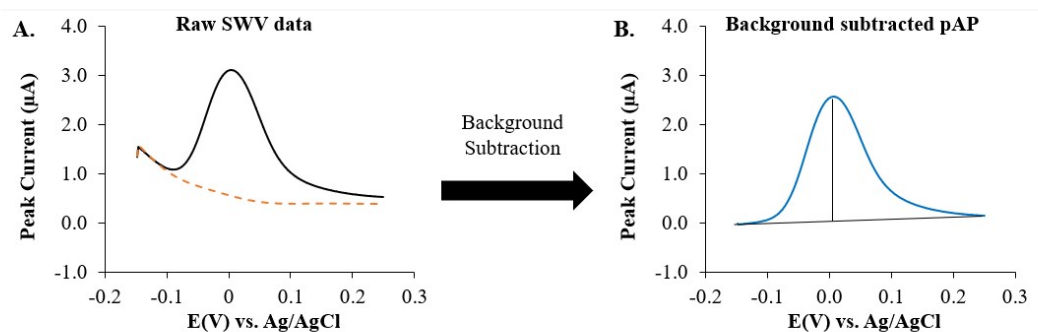 A.
Raw SWV data
Peak Current (µA)
4.0
3.0
2.0
1.0
0.0
-1.0
-0.2
-0.1
0
0.1
0.2
0.3
E(V) vs. Ag/AgCl
Background
Subtraction
B.
Background subtracted pAP
Peak Current (µA)
4.0
3.0
2.0
1.0
0.0
-1.0
-0.2
-0.1
0.0
0.1
0.2
0.3
E(V) vs. Ag/AgCl